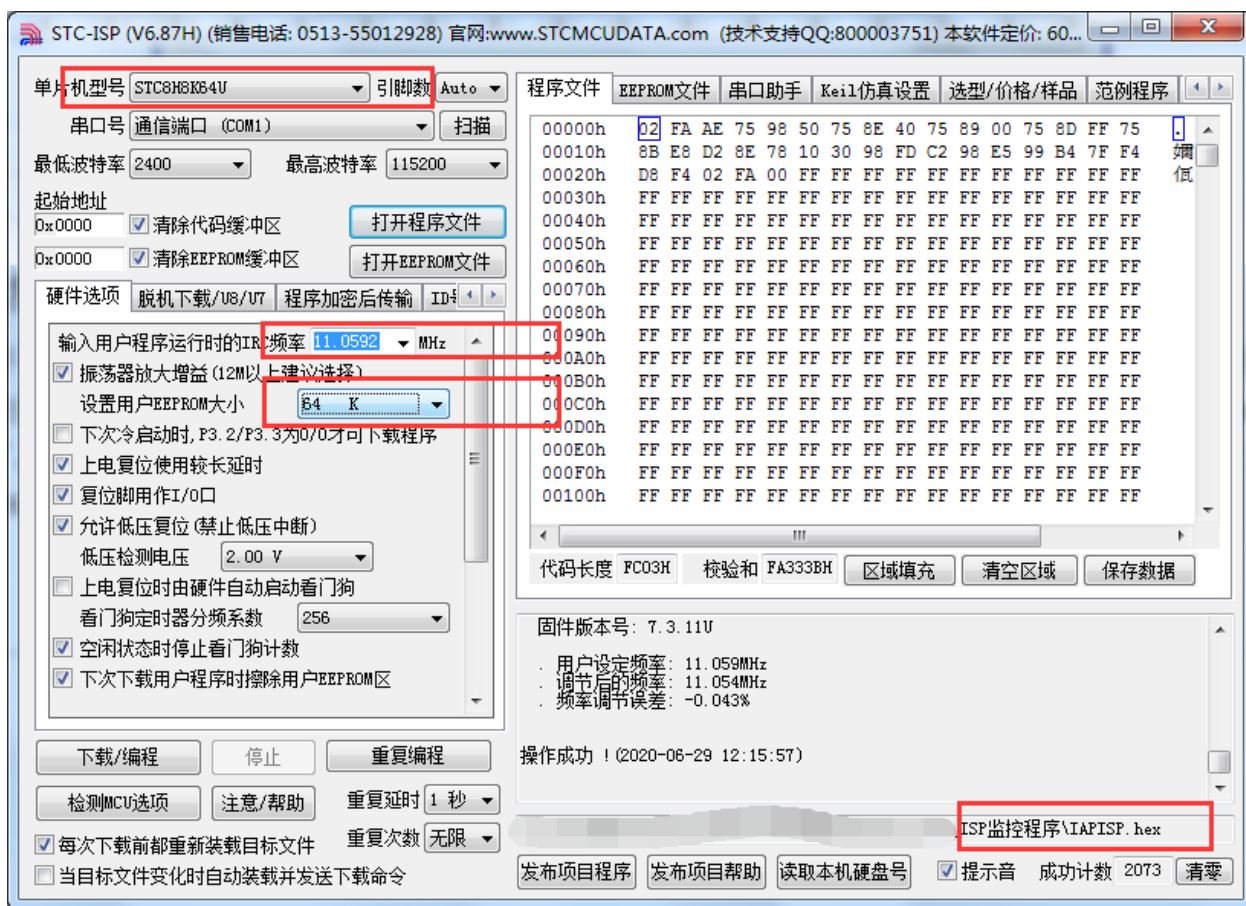 STC-ISP (V6.87H) (销售电话: 0513-55012928) 官网:www.STCMCUDATA.com (技术支持QQ:800003751) 本软件定价: 60...
单片机型号 STC8H8K64U 引脚数 Auto
串口号 通信端口 (COM1) 扫描
最低波特率 2400 最高波特率 115200
起始地址
0x0000 清除代码缓冲区 打开程序文件
0x0000 清除EEPROM缓冲区 打开EEPROM文件
硬件选项 脱机下载/U8/U7 程序加密后传输
输入用户程序运行时的IRC频率 11.0592 MHz
振荡器放大增益(12M以上建议选择)
设置用户EEPROM大小 64 K
下次冷启动时,P3.2/P3.3为0/0才可下载程序
上电复位使用较长延时
复位脚用作I/O口
允许低压复位(禁止低压中断)
低压检测电压 2.00 V
上电复位时由硬件自动启动看门狗
看门狗定时器分频系数 256
空闲状态时停止看门狗计数
下次下载用户程序时擦除用户EEPROM区
下载/编程 停止 重复编程
检测MCU选项 注意/帮助 重复延时 1 秒
每次下载前都重新装载目标文件 重复次数 无限
当目标文件变化时自动装载并发送下载命令
程序文件 EEPROM文件 串口助手 Keil仿真设置 选型/价格/样品 范例程序
00000h 02 FA AE 75 98 50 75 8E 40 75 89 00 75 8D FF 75 .
00010h 8B E8 D2 8E 78 10 30 98 FD C2 98 E5 99 B4 7F F4
00020h D8 F4 02 FA 00 FF FF FF FF FF FF FF FF FF FF FF
00030h FF FF FF FF FF FF FF FF FF FF FF FF FF FF FF FF
00040h FF FF FF FF FF FF FF FF FF FF FF FF FF FF FF FF
00050h FF FF FF FF FF FF FF FF FF FF FF FF FF FF FF FF
00060h FF FF FF FF FF FF FF FF FF FF FF FF FF FF FF FF
00070h FF FF FF FF FF FF FF FF FF FF FF FF FF FF FF FF
00080h FF FF FF FF FF FF FF FF FF FF FF FF FF FF FF FF
00090h FF FF FF FF FF FF FF FF FF FF FF FF FF FF FF FF
000A0h FF FF FF FF FF FF FF FF FF FF FF FF FF FF FF FF
000B0h FF FF FF FF FF FF FF FF FF FF FF FF FF FF FF FF
000C0h FF FF FF FF FF FF FF FF FF FF FF FF FF FF FF FF
000D0h FF FF FF FF FF FF FF FF FF FF FF FF FF FF FF FF
000E0h FF FF FF FF FF FF FF FF FF FF FF FF FF FF FF FF
000F0h FF FF FF FF FF FF FF FF FF FF FF FF FF FF FF FF
00100h FF FF FF FF FF FF FF FF FF FF FF FF FF FF FF FF
代码长度 FC03H 校验和 FA333BH 区域填充 清空区域 保存数据
固件版本号: 7.3.11U
. 用户设定频率: 11.059MHz
. 调节后的频率: 11.054MHz
. 频率调节误差: -0.043%
操作成功 !(2020-06-29 12:15:57)
ISP监控程序\IAPISP.hex
发布项目程序 发布项目帮助 读取本机硬盘号 提示音 成功计数 2073 清零